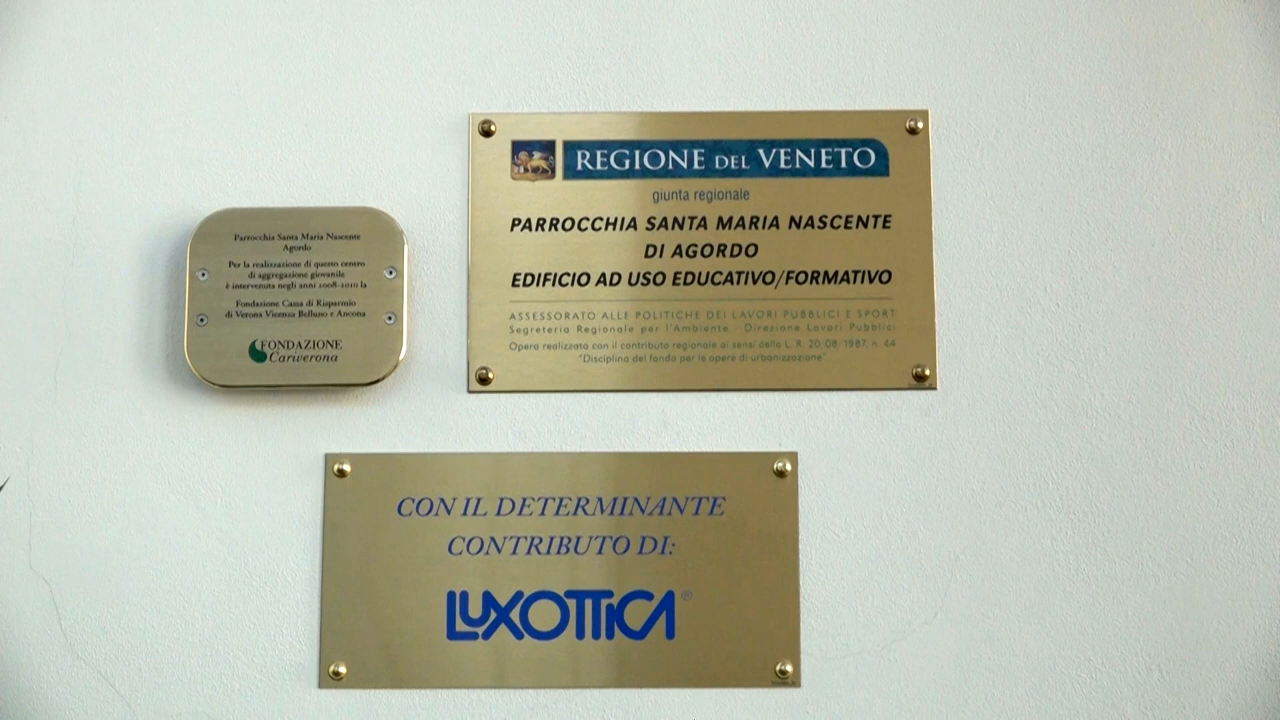 Parrocchia Santa Maria Nascente
Agordo
Per la realizzazione di questo centro
di aggregazione giovanile
è intervenuta negli anni 2008-2010 la
Fondazione Cassa di Risparmio
di Verona Vicenza Belluno e Ancona
FONDAZIONE
Cariverona
REGIONE DEL VENETO
giunta regionale
PARROCCHIA SANTA MARIA NASCENTE
DI AGORDO
EDIFICIO AD USO EDUCATIVO/FORMATIVO
ASSESSORATO ALLE POLITICHE DEI LAVORI PUBBLICI E SPORT
Segreteria Regionale per l'Ambiente - Direzione Lavori Pubblici
Opera realizzata con il contributo regionale ai sensi della L. R. 20/08/1987, n. 44
"Disciplina del fondo per le opere di urbanizzazione"
CON IL DETERMINANTE
CONTRIBUTO DI:
LUXOTTICA®